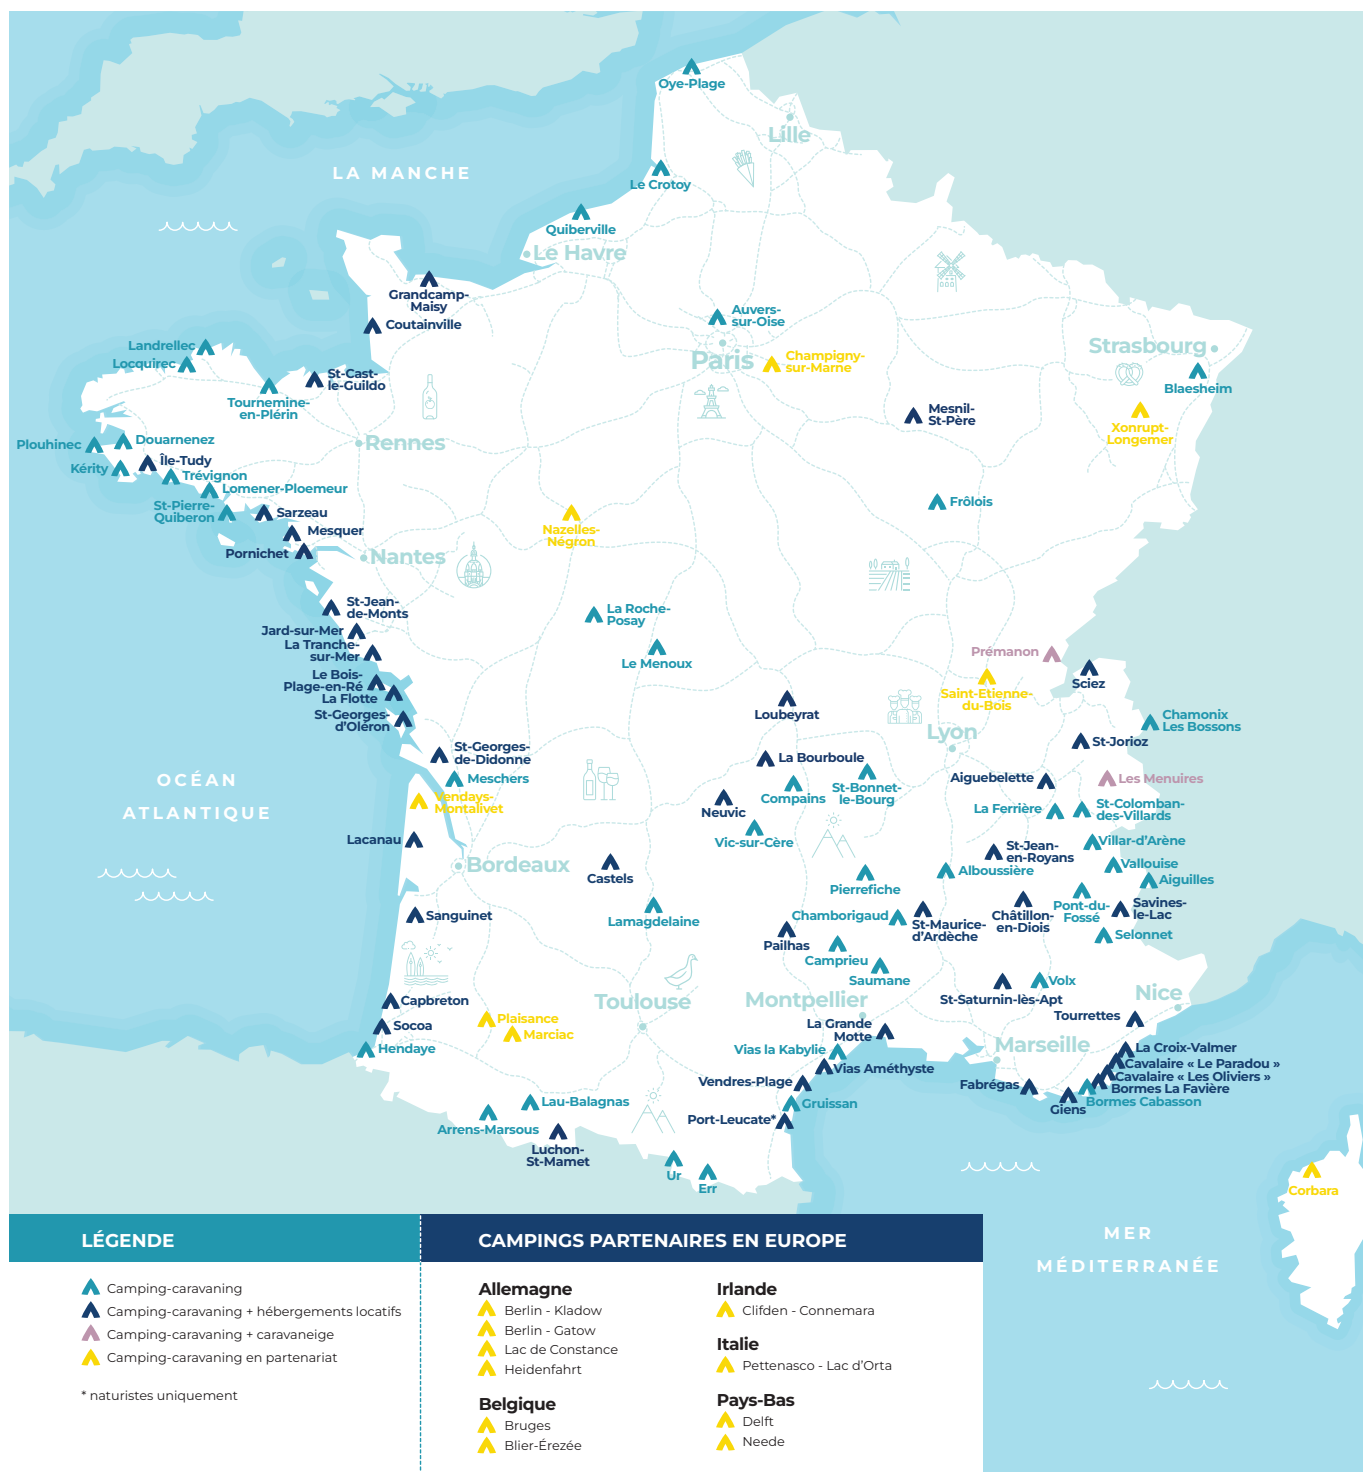 Oye-Plage
Lille
LA MANCHE
Le Crotoy
Quiberville
Le Havre
Grandcamp-
Maisy
Coutainville
Auvers-
sur-Oise
Landrellec
Locquirec
Paris
Champigny-
sur-Marne
Strasbourg
Blaesheim
St-Cast-
le-Guildo
Tournemine-
en-Plérin
Mesnil-
St-Père
Xonrupt-
Longemer
Plouhinec
Douarnenez
Rennes
Kérity
Île-Tudy
Trévignon
Lomener-Ploemeur
St-Pierre-
Quiberon
Sarzeau
Frôlois
Mesquer
Nazelles-
Négron
Pornichet
Nantes
St-Jean-
de-Monts
La Roche-
Posay
Jard-sur-Mer
La Tranche-
sur-Mer
Le Menoux
Prémanon
Sciez
Le Bois-
Plage-en-Ré
La Flotte
Saint-Etienne-
du-Bois
St-Georges-
d'Oléron
Loubeyrat
Chamonix
Les Bossons
Lyon
St-Jorioz
St-Georges-
de-Didonne
La Bourboule
OCÉAN
ATLANTIQUE
Meschers
Aiguebelette
Les Menuires
Vendays-
Montalivet
Compains
St-Bonnet-
le-Bourg
Neuvic
La Ferrière
St-Colomban-
des-Villards
Lacanau
Vic-sur-Cère
Villar-d'Arène
St-Jean-
en-Royans
Bordeaux
Castels
Alboussière
Vallouise
Aiguilles
Pierrefiche
Lamagdelaine
Sanguinet
Chamborigaud
St-Maurice-
d'Ardèche
Châtillon-
en-Diois
Pont-du-
Fossé
Savines-
le-Lac
Selonnet
Pailhas
Camprieu
Saumane
Volx
St-Saturnin-lès-Apt
Nice
Capbreton
Toulouse
Montpellier
Tourrettes
Socoa
Plaisance
Marciac
La Grande
Motte
Hendaye
Vias la Kabylie
Marseille
La Croix-Valmer
Cavalaire « Le Paradou »
Vias Améthyste
Cavalaire « Les Oliviers »
Vendres-Plage
Fabrégas
Bormes La Favière
Giens
Bormes Cabasson
Lau-Balagnas
Gruissan
Arrens-Marsous
Port-Leucate*
Luchon-
St-Mamet
Ur
Err
Corbara
MER
MÉDITERRANÉE
LÉGENDE
Camping-caravaning
Camping-caravaning + hébergements locatifs
Camping-caravaning + caravaneige
Camping-caravaning en partenariat
* naturistes uniquement
CAMPINGS PARTENAIRES EN EUROPE
Allemagne
Berlin - Kladow
Berlin - Gatow
Lac de Constance
Heidenfahrt
Belgique
Bruges
Blier-Érezée
Irlande
Clifden - Connemara
Italie
Pettenasco - Lac d'Orta
Pays-Bas
Delft
Neede